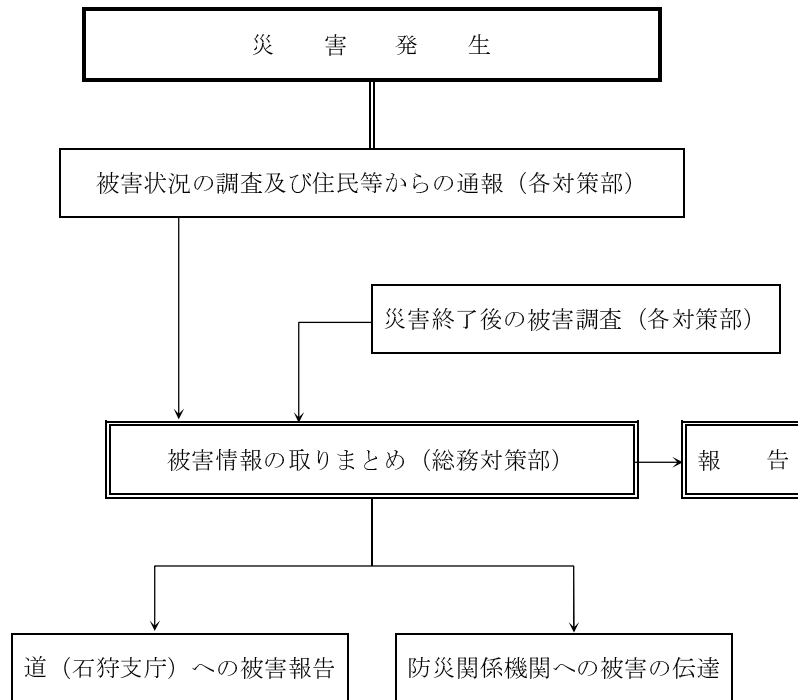 災　害　発　生
被害状況の調査及び住民等からの通報（各対策部）
災害終了後の被害調査（各対策部）
被害情報の取りまとめ（総務対策部）
報　告
道（石狩支庁）への被害報告
防災関係機関への被害の伝達